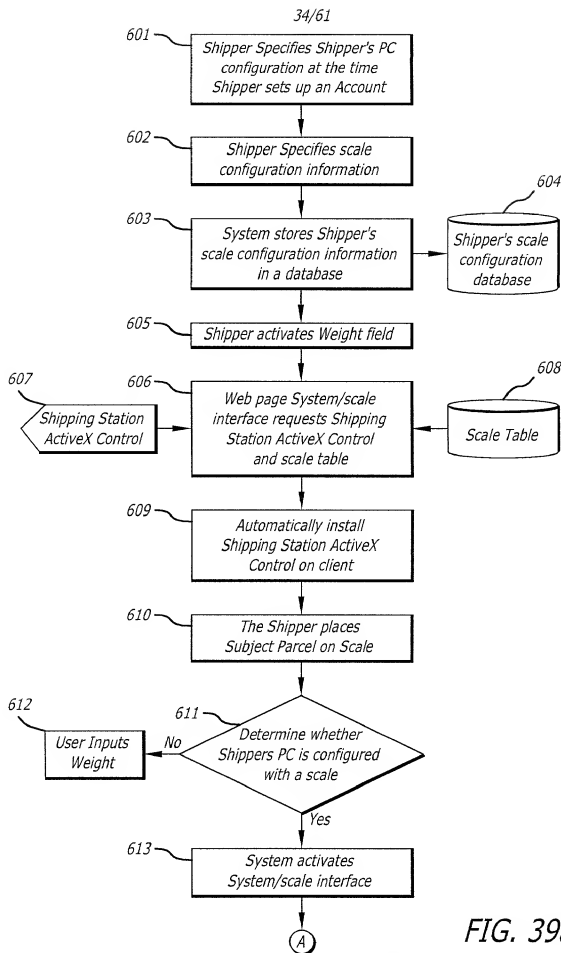 34/61
601
Shipper Specifies Shipper's PC
configuration at the time
Shipper sets up an Account
602
Shipper Specifies scale
configuration information
603
System stores Shipper's
scale configuration information
in a database
604
Shipper's scale
configuration
database
605
Shipper activates Weight field
606
Web page System/scale
interface requests Shipping
Station ActiveX Control
and scale table
607
Shipping Station
ActiveX Control
608
Scale Table
609
Automatically install
Shipping Station ActiveX
Control on client
610
The Shipper places
Subject Parcel on Scale
611
Determine whether
Shippers PC is configured
with a scale
No
612
User Inputs
Weight
Yes
613
System activates
System/scale interface
A
FIG.